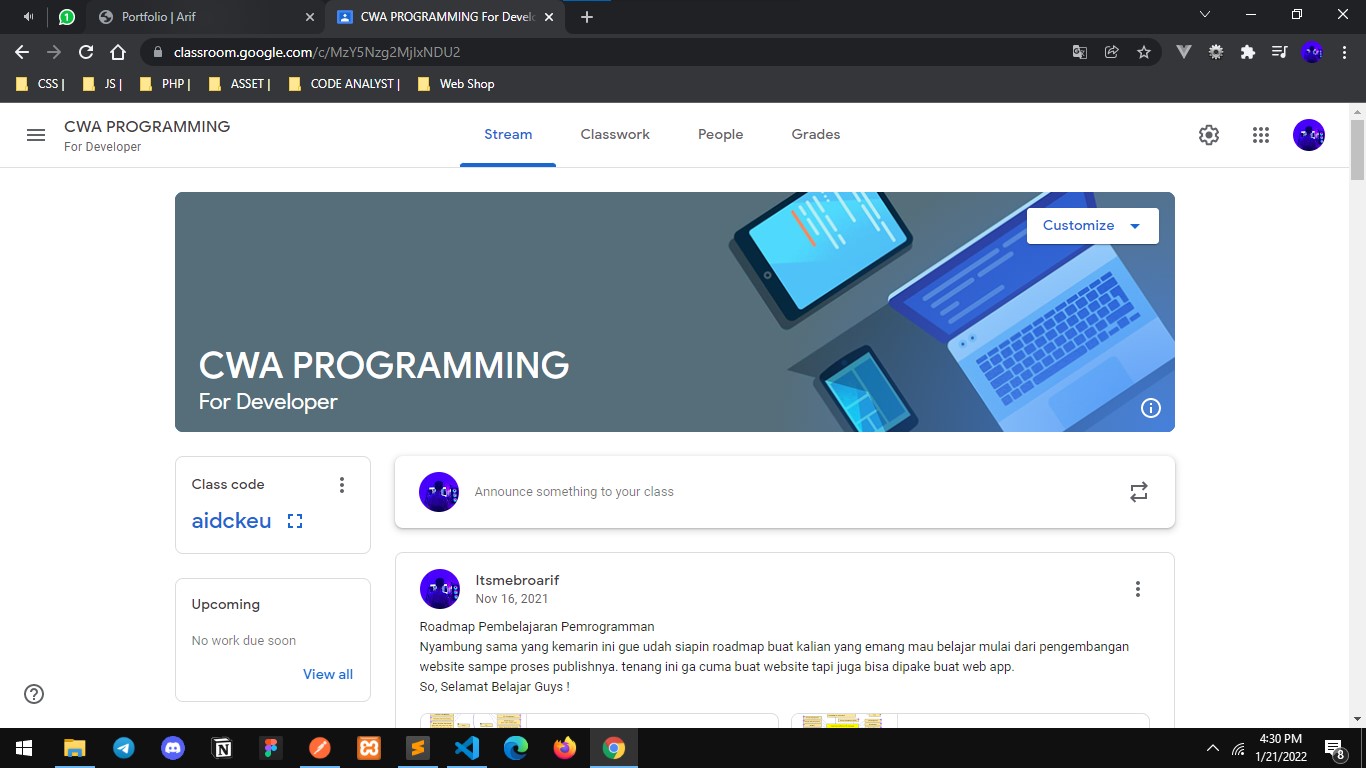 1
Portfolio | Arif
CWA PROGRAMMING For Devel
classroom.google.com/c/MzY5Nzg2MjIxNDU2
CSS |
JS |
PHP |
ASSET |
CODE ANALYST |
Web Shop
CWA PROGRAMMING
For Developer
Stream
Classwork
People
Grades
Customize
CWA PROGRAMMING
For Developer
Class code
aidckeu
Announce something to your class
Itsmebroarif
Nov 16, 2021
Roadmap Pembelajaran Pemrogramman
Nyambung sama yang kemarin ini gue udah siapin roadmap buat kalian yang emang mau belajar mulai dari pengembangan
website sampe proses publishnya. tenang ini ga cuma buat website tapi juga bisa dipake buat web app.
So, Selamat Belajar Guys !
Upcoming
No work due soon
View all
4:30 PM
1/21/2022
8